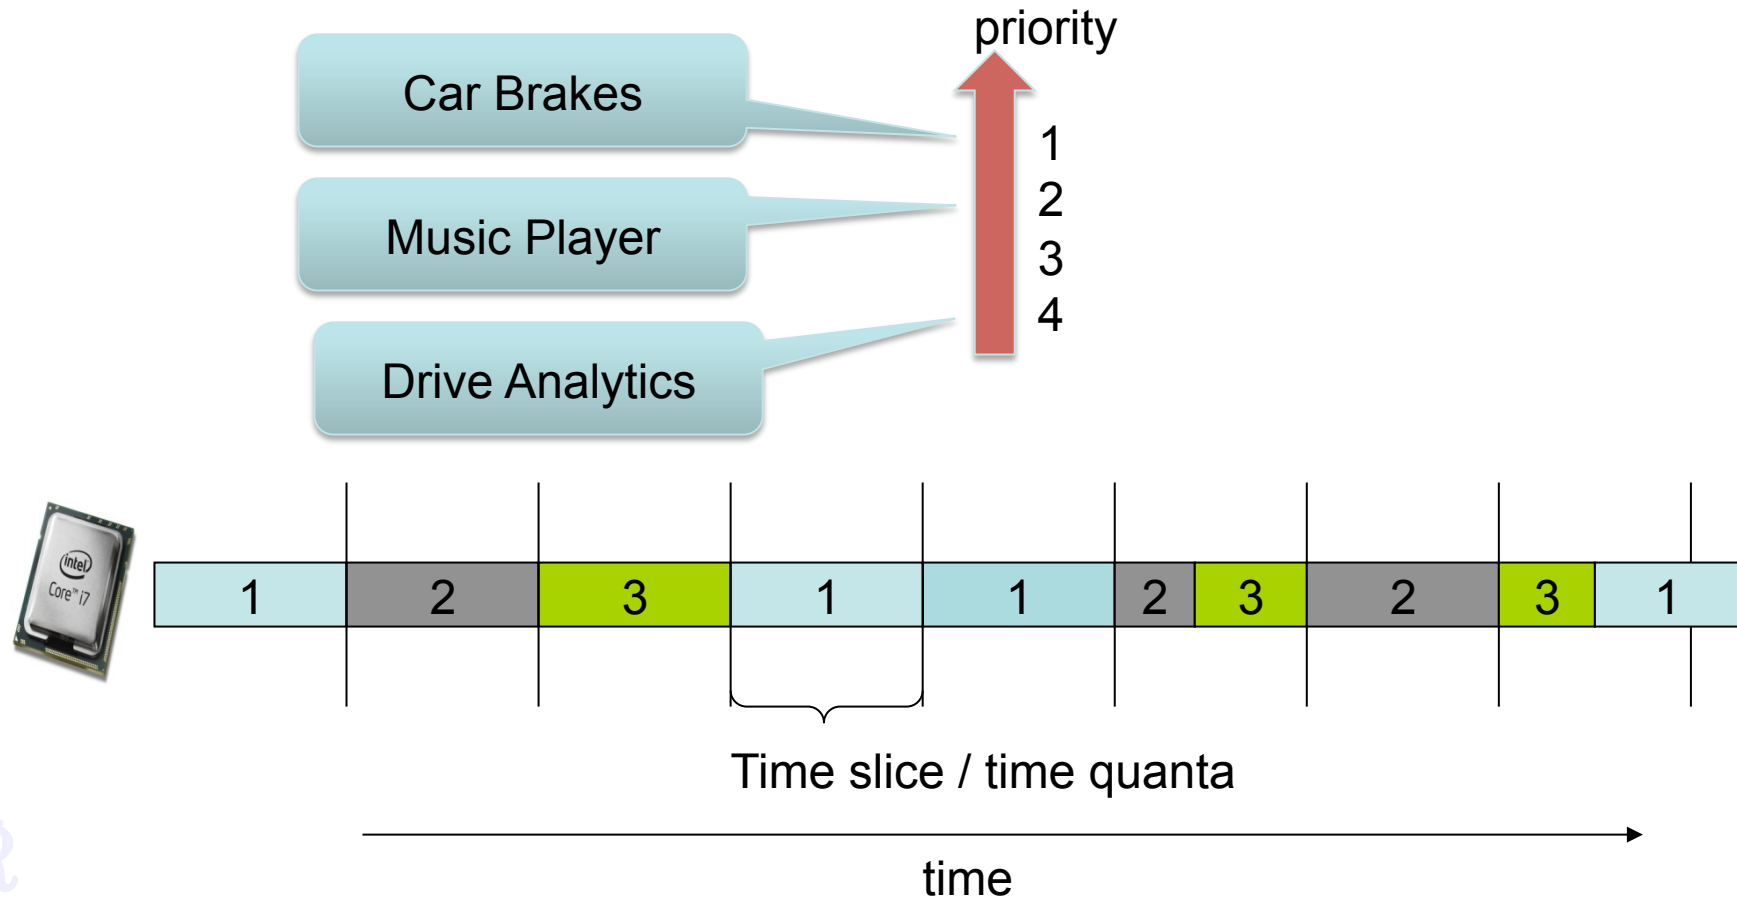 priority
Car Brakes
1
2
Music Player
3
4
Drive Analytics
intel
Core™ i7
1 2 3 1 1 2 3 2 3 1
Time slice / time quanta
time